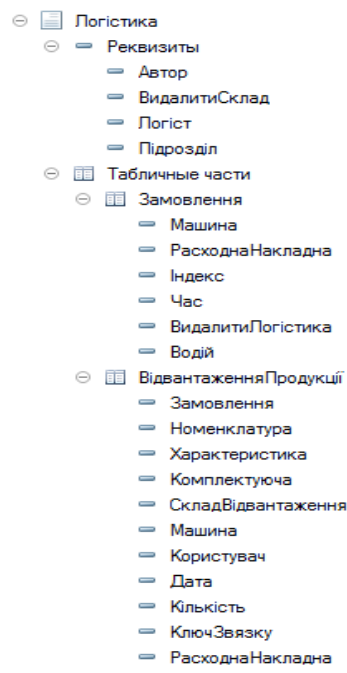 Логістика
Реквизиты
Автор
ВидалитиСклад
Логіст
Підрозділ
Табличные части
Замовлення
Машина
РасходнаНакладна
Індекс
Час
ВидалитиЛогістика
Водій
ВідвантаженняПродукції
Замовлення
Номенклатура
Характеристика
Комплектуюча
СкладВідвантаження
Машина
Користувач
Дата
Кількість
КлючЗвязку
РасходнаНакладна